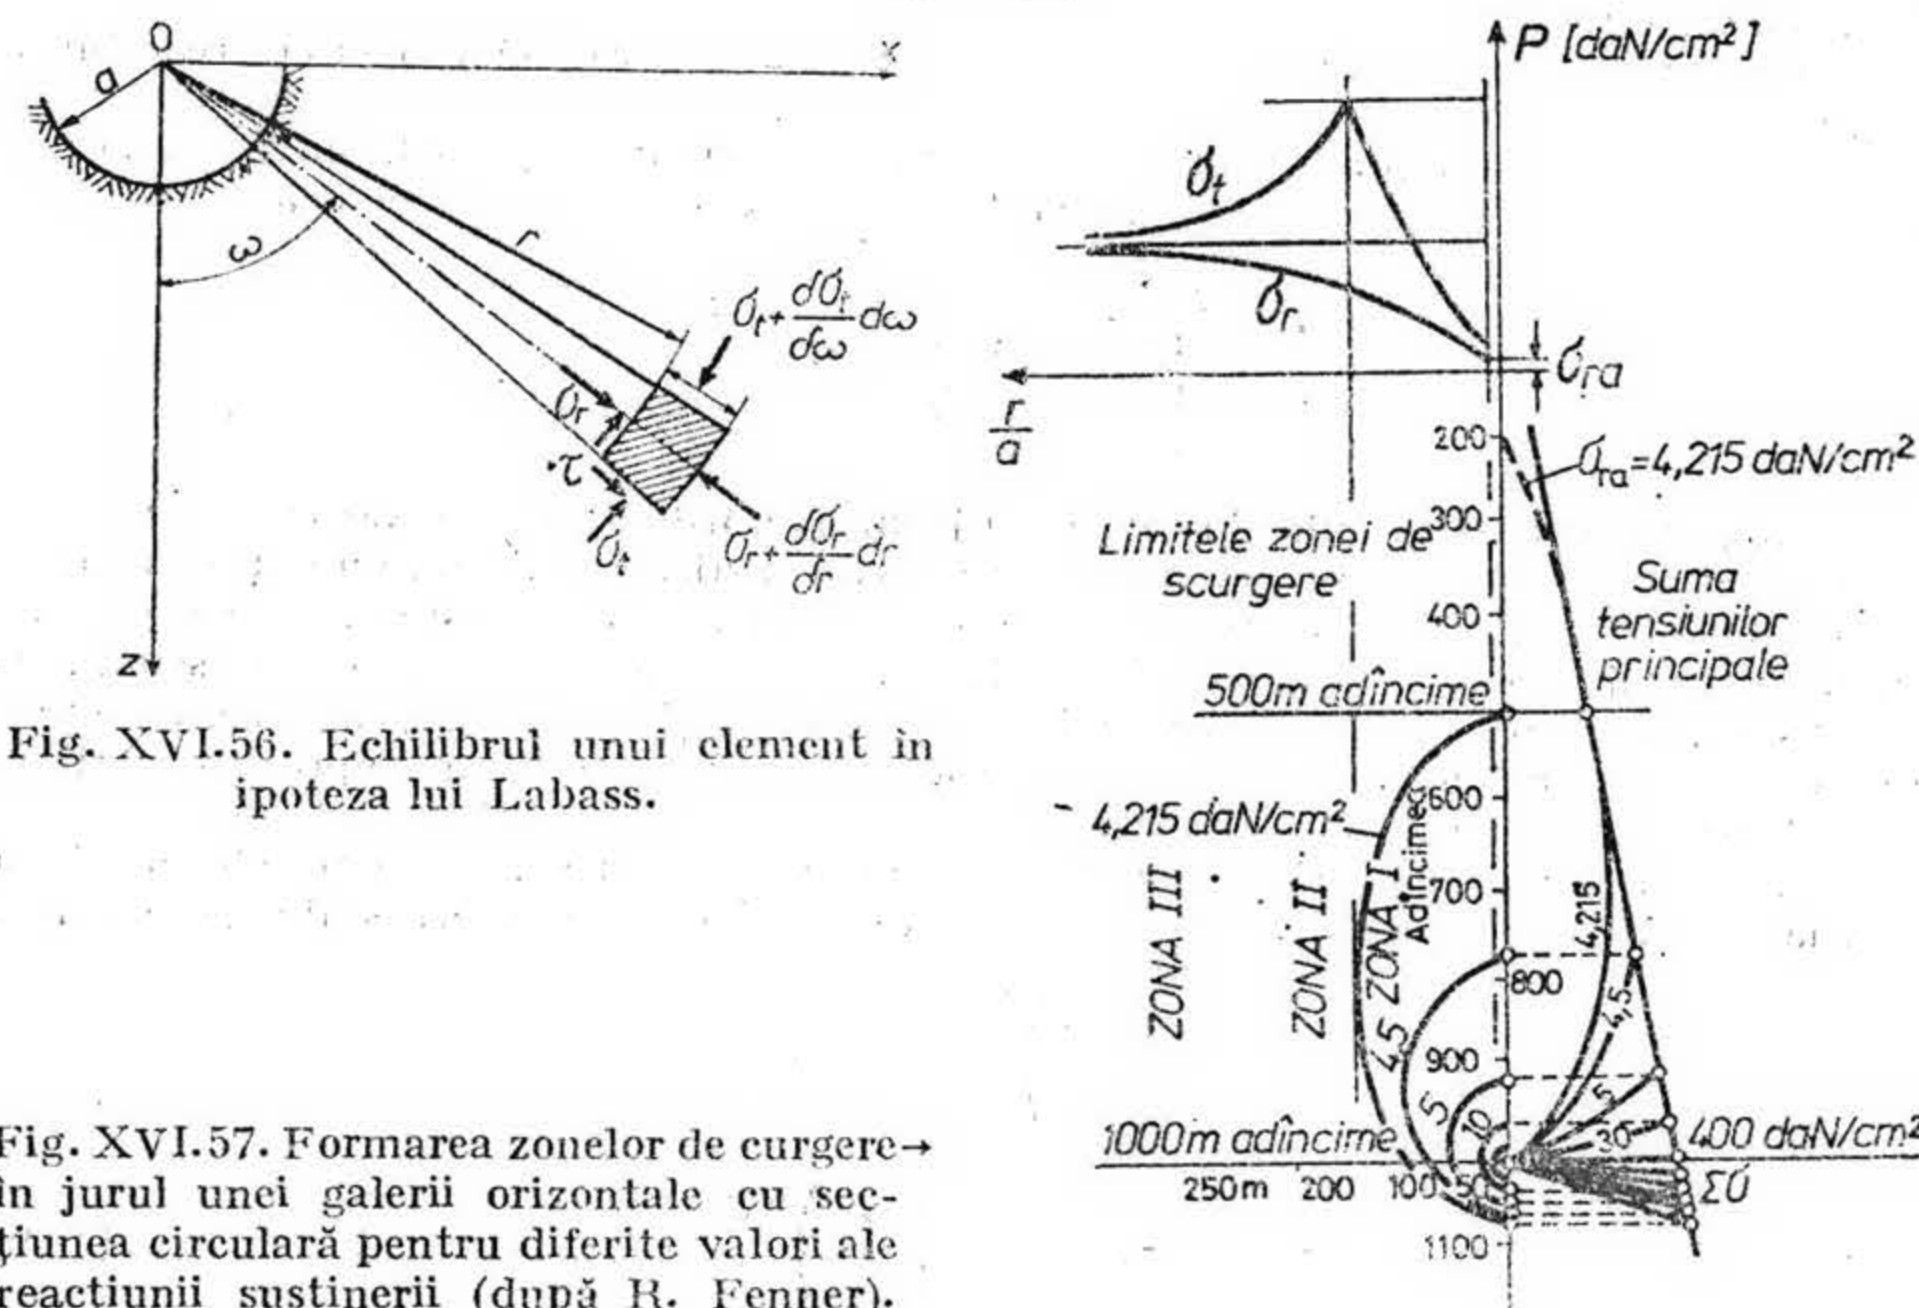 O
x
a
ω
r
σt + dσt/dω dω
σr
τ
σt
σr + dσr/dr dr
z
Fig. XVI.56. Echilibrul unui element în
ipoteza lui Labass.
Fig. XVI.57. Formarea zonelor de curgere→
în jurul unei galerii orizontale cu sec-
țiunea circulară pentru diferite valori ale
reacțiunii susținerii (după R. Fenner).
P [daN/cm²]
σt
σr
σra
r/a
200
σra=4,215 daN/cm²
300
Limitele zonei de
scurgere
400
Suma
tensiunilor
principale
500m adîncime
600
4,215 daN/cm²
Adîncimea
700
ZONA III
ZONA II
ZONA I
4,215
4,5
800
4,5
900
5
10
5
30
1000m adîncime
400 daN/cm²
250m 200 100 50
Σσ
1100